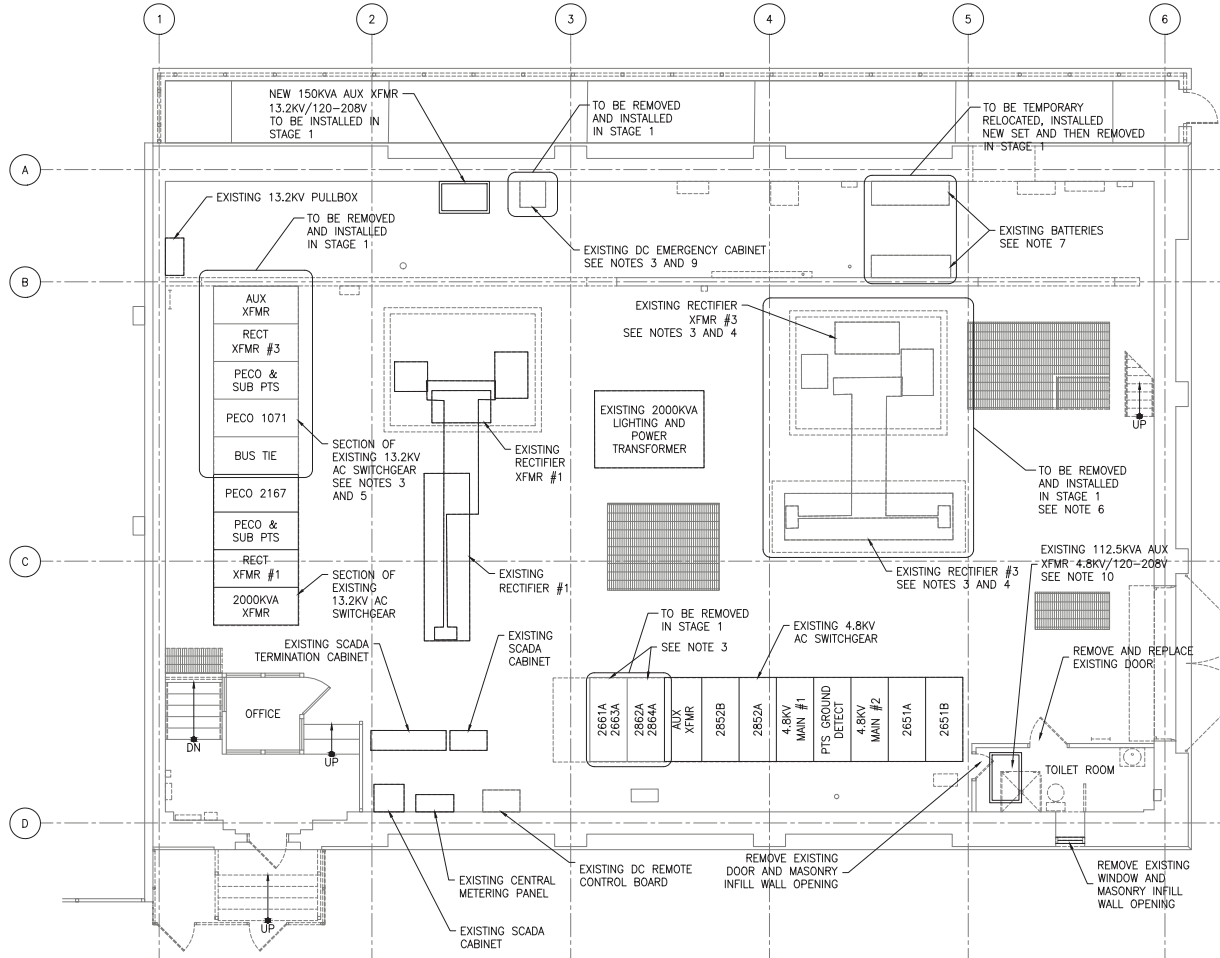 1
2
3
4
5
6
NEW 150KVA AUX XFMR
13.2KV/120-208V
TO BE INSTALLED IN
STAGE 1
TO BE REMOVED
AND INSTALLED
IN STAGE 1
TO BE TEMPORARY
RELOCATED, INSTALLED
NEW SET AND THEN REMOVED
IN STAGE 1
A
EXISTING 13.2KV PULLBOX
TO BE REMOVED
AND INSTALLED
IN STAGE 1
EXISTING DC EMERGENCY CABINET
SEE NOTES 3 AND 9
EXISTING BATTERIES
SEE NOTE 7
B
AUX
XFMR
RECT
XFMR #3
PECO &
SUB PTS
PECO 1071
BUS TIE
PECO 2167
PECO &
SUB PTS
RECT
XFMR #1
2000KVA
XFMR
EXISTING RECTIFIER
XFMR #3
SEE NOTES 3 AND 4
EXISTING 2000KVA
LIGHTING AND
POWER
TRANSFORMER
UP
SECTION OF
EXISTING 13.2KV
AC SWITCHGEAR
SEE NOTES 3
AND 5
EXISTING
RECTIFIER
XFMR #1
TO BE REMOVED
AND INSTALLED
IN STAGE 1
SEE NOTE 6
C
EXISTING 112.5KVA AUX
XFMR 4.8KV/120-208V
SEE NOTE 10
SECTION OF
EXISTING
13.2KV AC
SWITCHGEAR
EXISTING
RECTIFIER #1
EXISTING RECTIFIER #3
SEE NOTES 3 AND 4
TO BE REMOVED
IN STAGE 1
SEE NOTE 3
EXISTING 4.8KV
AC SWITCHGEAR
EXISTING SCADA
TERMINATION CABINET
EXISTING
SCADA
CABINET
REMOVE AND REPLACE
EXISTING DOOR
OFFICE
DN
UP
2661A
2663A
2862A
2864A
AUX
XFMR
2852B
2852A
4.8KV
MAIN #1
PTS GROUND
DETECT
4.8KV
MAIN #2
2651A
2651B
TOILET ROOM
D
EXISTING CENTRAL
METERING PANEL
EXISTING DC REMOTE
CONTROL BOARD
REMOVE EXISTING
DOOR AND MASONRY
INFILL WALL OPENING
REMOVE EXISTING
WINDOW AND
MASONRY INFILL
WALL OPENING
UP
EXISTING SCADA
CABINET